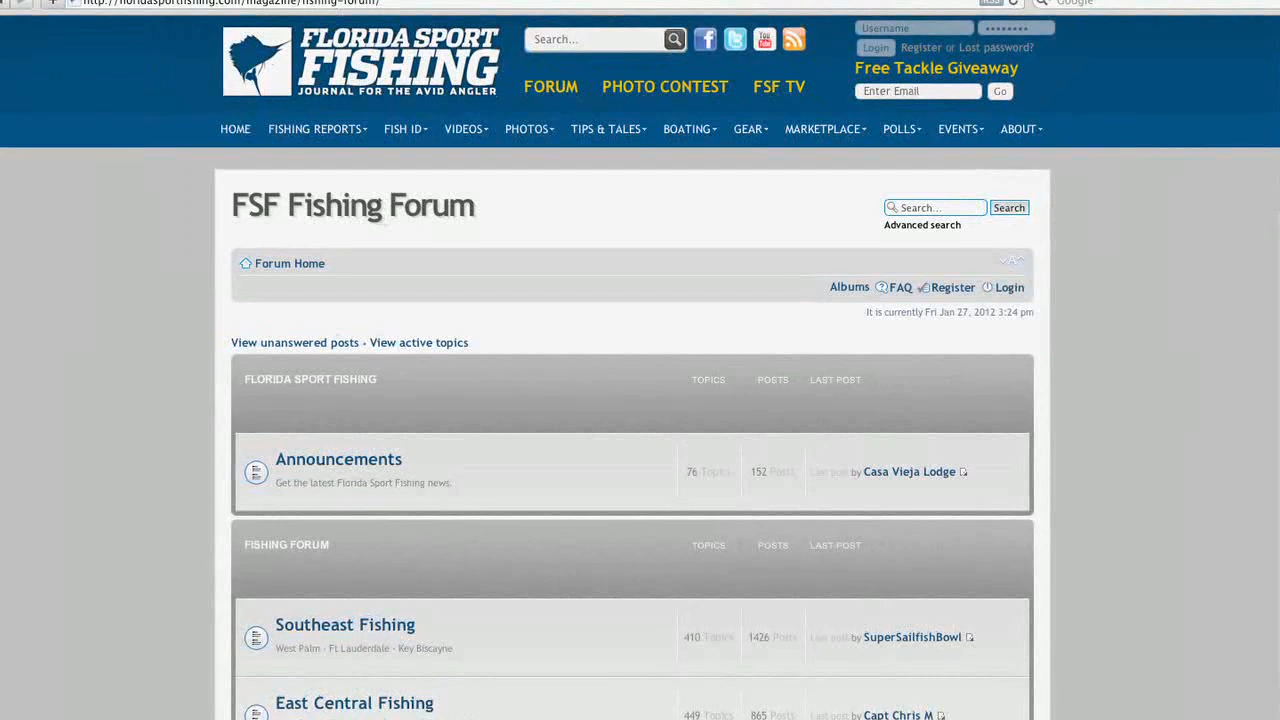 http://floridasportfishing.com/magazine/fishing-forum/
RSS
Google
FLORIDA SPORT
FISHING
JOURNAL FOR THE AVID ANGLER
Search...
You Tube
Username
••••••••
Login Register or Lost password?
Free Tackle Giveaway
Enter Email Go
FORUM PHOTO CONTEST FSF TV
HOME FISHING REPORTS FISH ID VIDEOS PHOTOS TIPS & TALES BOATING GEAR MARKETPLACE POLLS EVENTS ABOUT
FSF Fishing Forum
Search... Search
Advanced search
Forum Home
Albums FAQ Register Login
It is currently Fri Jan 27, 2012 3:24 pm
View unanswered posts • View active topics
FLORIDA SPORT FISHING TOPICS POSTS LAST POST
Announcements
Get the latest Florida Sport Fishing news.
76 Topics 152 Posts Last post by Casa Vieja Lodge
FISHING FORUM TOPICS POSTS LAST POST
Southeast Fishing
West Palm - Ft Lauderdale - Key Biscayne
410 Topics 1426 Posts Last post by SuperSailfishBowl
East Central Fishing
449 Topics 865 Posts Last post by Capt Chris M